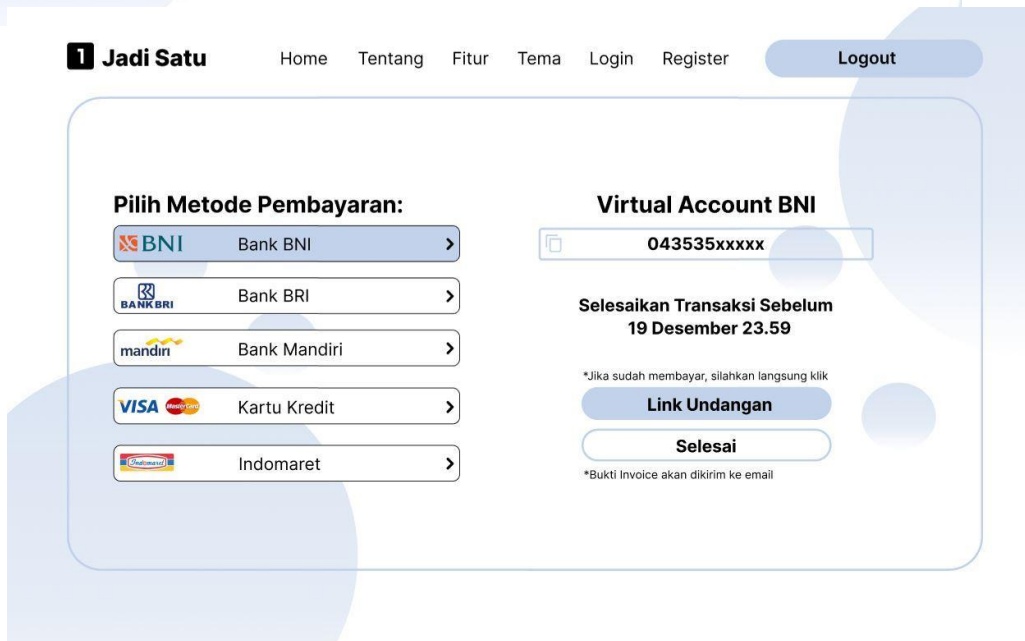 1 Jadi Satu
Home Tentang Fitur Tema Login Register Logout
Pilih Metode Pembayaran:
BNI Bank BNI
BANK BRI Bank BRI
mandiri Bank Mandiri
VISA MasterCard Kartu Kredit
Indomaret Indomaret
Virtual Account BNI
043535xxxxx
Selesaikan Transaksi Sebelum
19 Desember 23.59
*Jika sudah membayar, silahkan langsung klik
Link Undangan
Selesai
*Bukti Invoice akan dikirim ke email